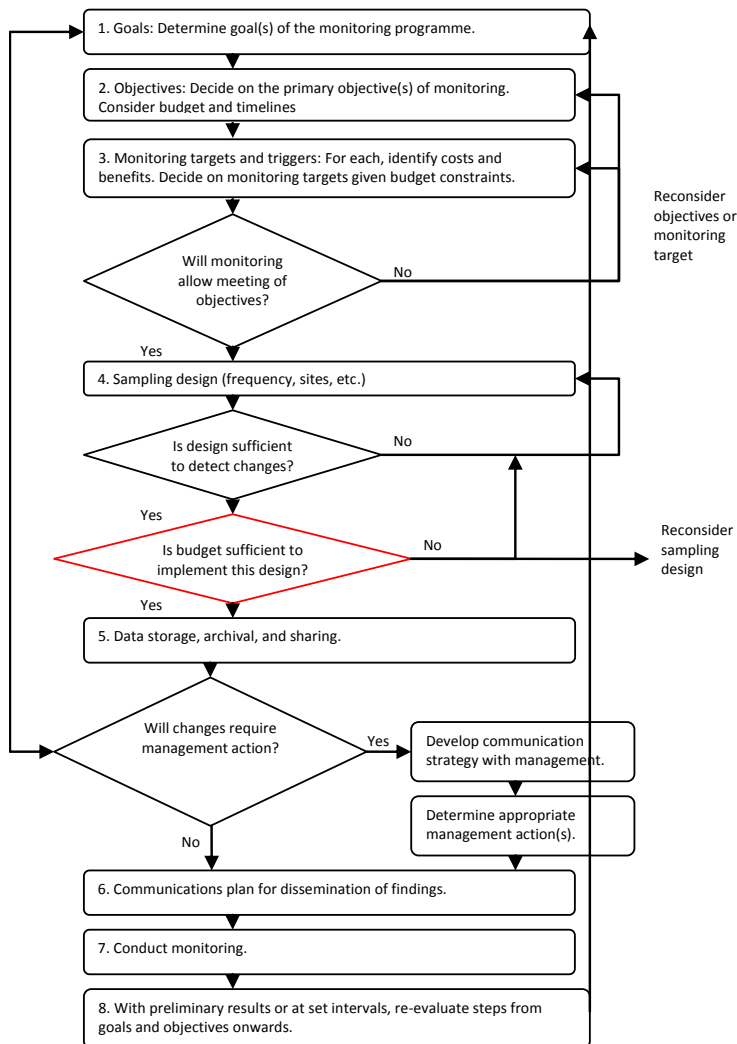 1. Goals: Determine goal(s) of the monitoring programme.
2. Objectives: Decide on the primary objective(s) of monitoring.
Consider budget and timelines
3. Monitoring targets and triggers: For each, identify costs and
benefits. Decide on monitoring targets given budget constraints.
Reconsider
objectives or
monitoring
target
Will monitoring
allow meeting of
objectives?
No
Yes
4. Sampling design (frequency, sites, etc.)
Is design sufficient
to detect changes?
No
Yes
Is budget sufficient to
implement this design?
No
Reconsider
sampling
design
Yes
5. Data storage, archival, and sharing.
Will changes require
management action?
Yes
Develop communication
strategy with management.
Determine appropriate
management action(s).
No
6. Communications plan for dissemination of findings.
7. Conduct monitoring.
8. With preliminary results or at set intervals, re-evaluate steps from
goals and objectives onwards.